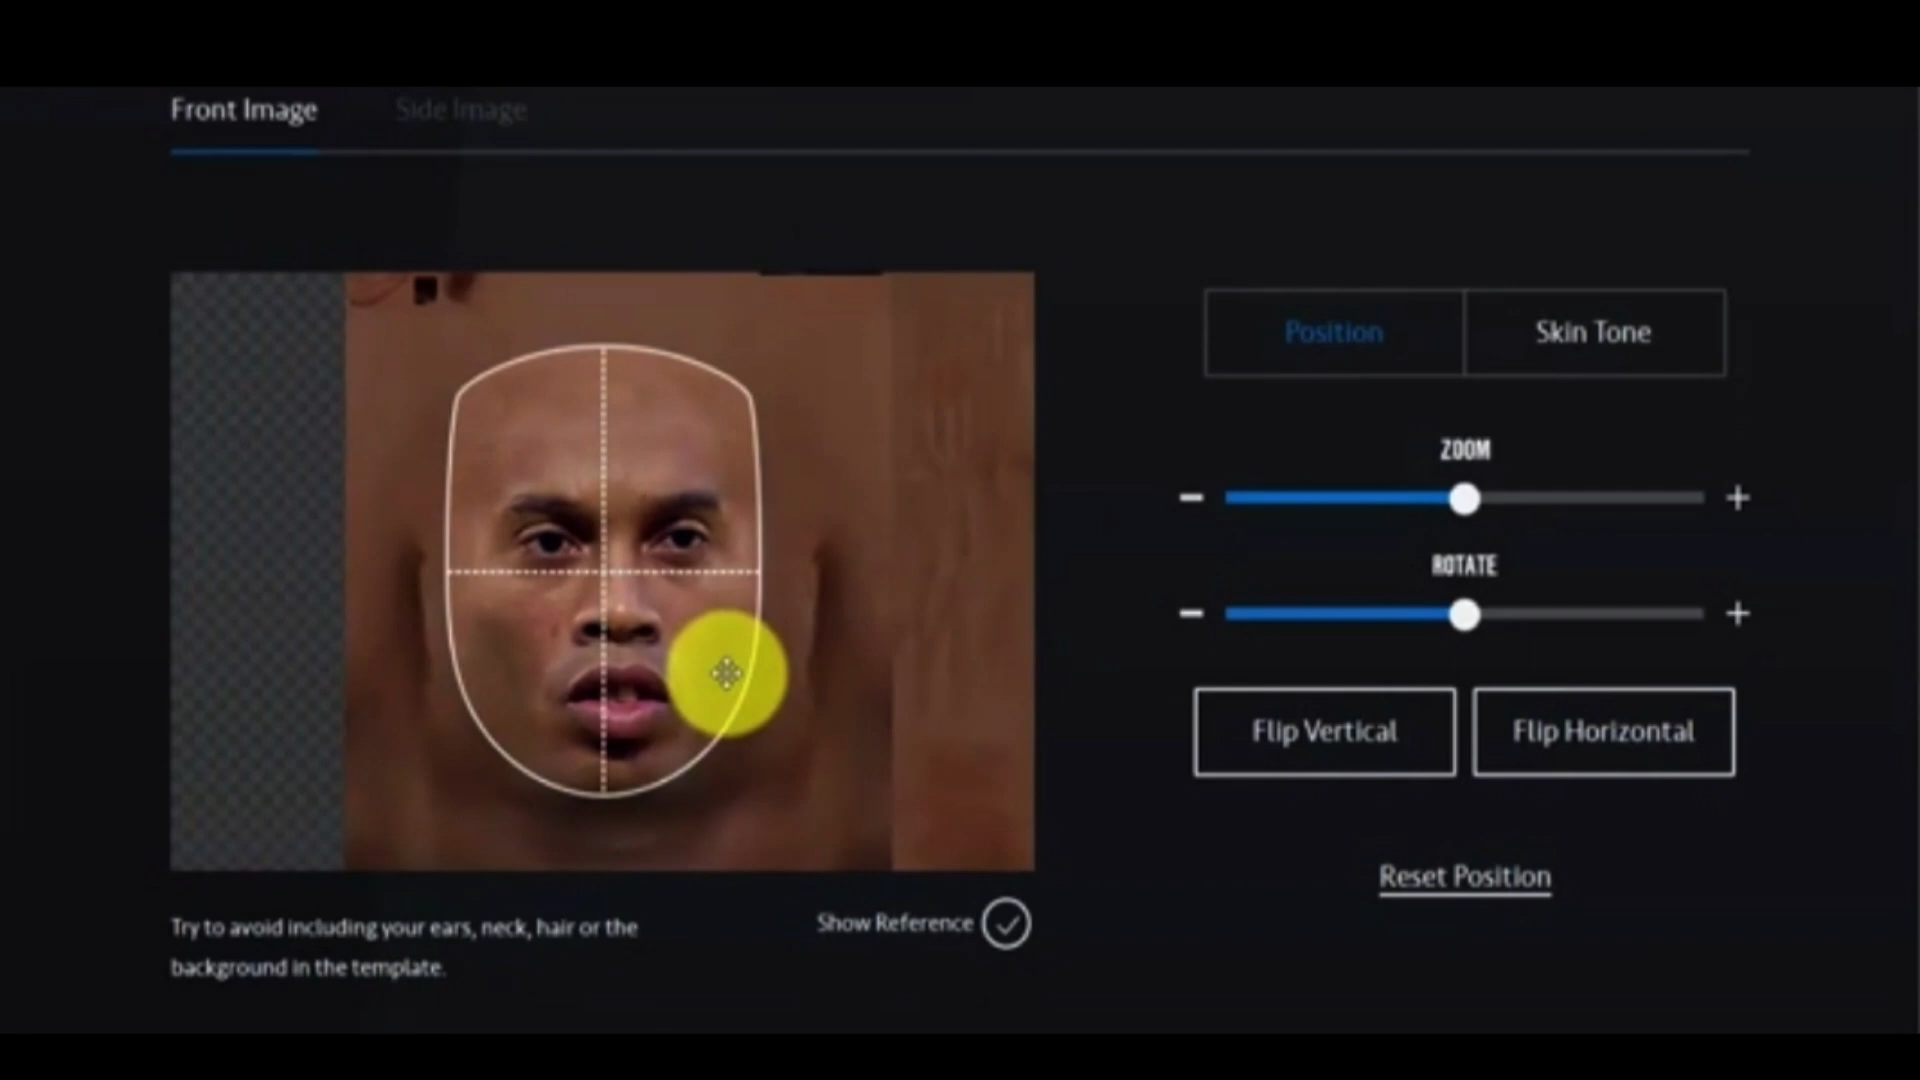 Front Image
Side Image
Position
Skin Tone
ZOOM
ROTATE
Flip Vertical
Flip Horizontal
Reset Position
Show Reference
Try to avoid including your ears, neck, hair or the
background in the template.